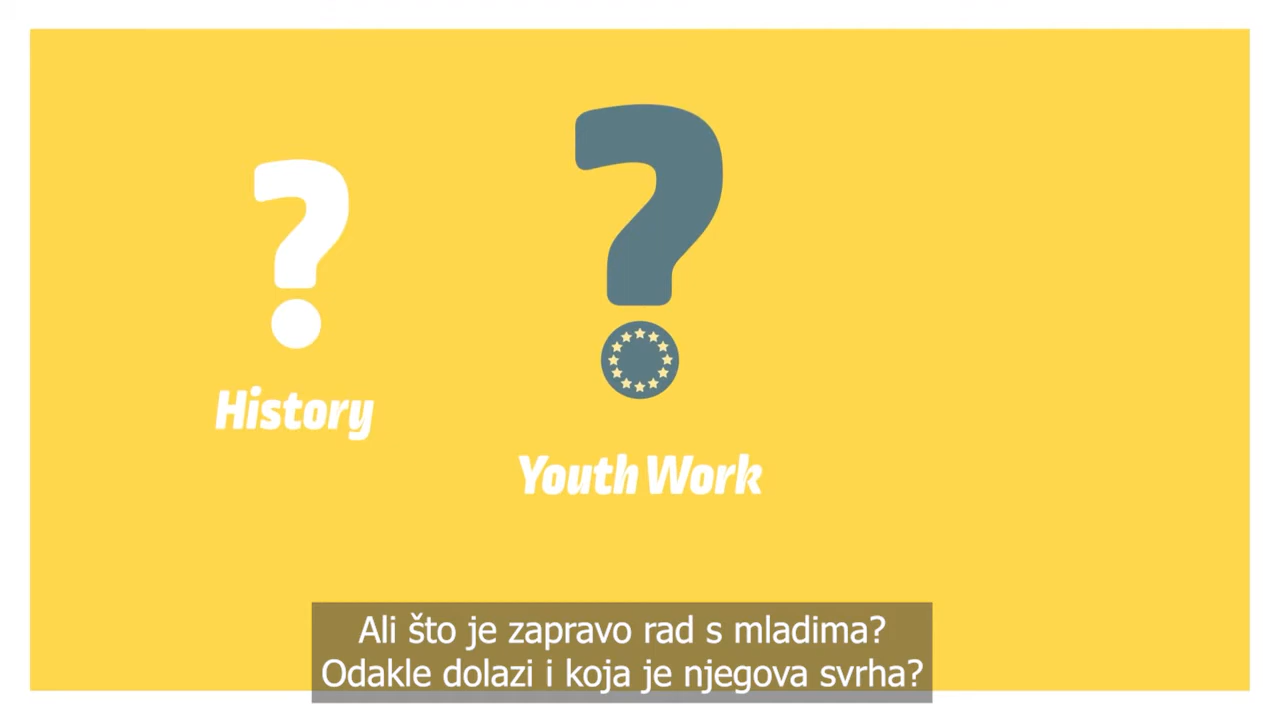 ?
?
History
Youth Work
Ali što je zapravo rad s mladima?
Odakle dolazi i koja je njegova svrha?